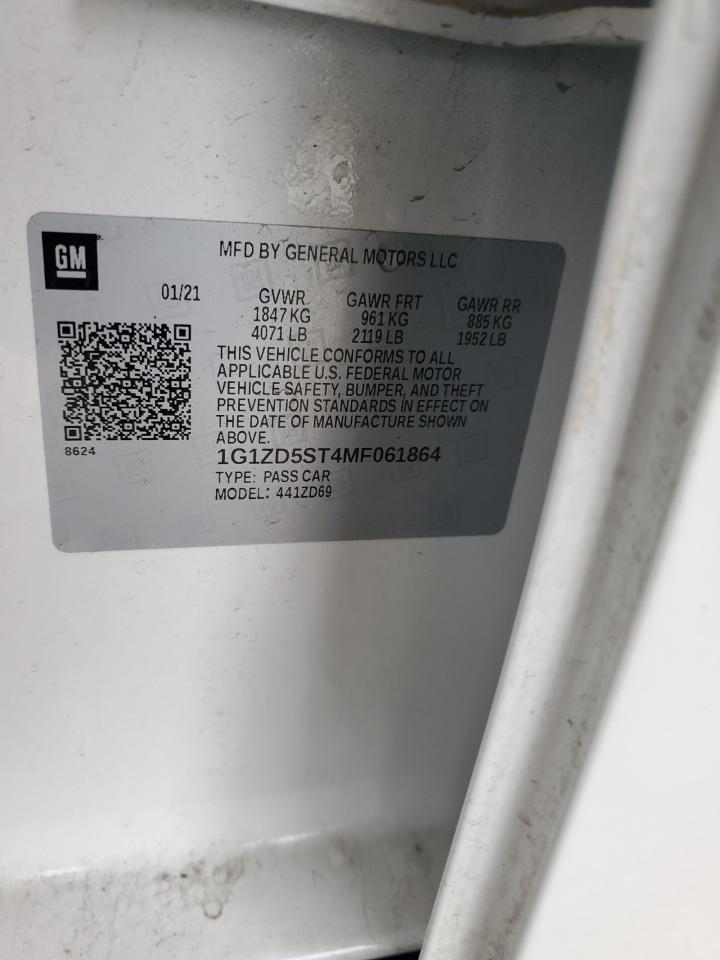 GM
MFD BY GENERAL MOTORS LLC
01/21
GVWR GAWR FRT GAWR RR
1847 KG 961 KG 885 KG
4071 LB 2119 LB 1952 LB
THIS VEHICLE CONFORMS TO ALL
APPLICABLE U.S. FEDERAL MOTOR
VEHICLE SAFETY, BUMPER, AND THEFT
PREVENTION STANDARDS IN EFFECT ON
THE DATE OF MANUFACTURE SHOWN
ABOVE.
8624
1G1ZD5ST4MF061864
TYPE: PASS CAR
MODEL: 441ZD69